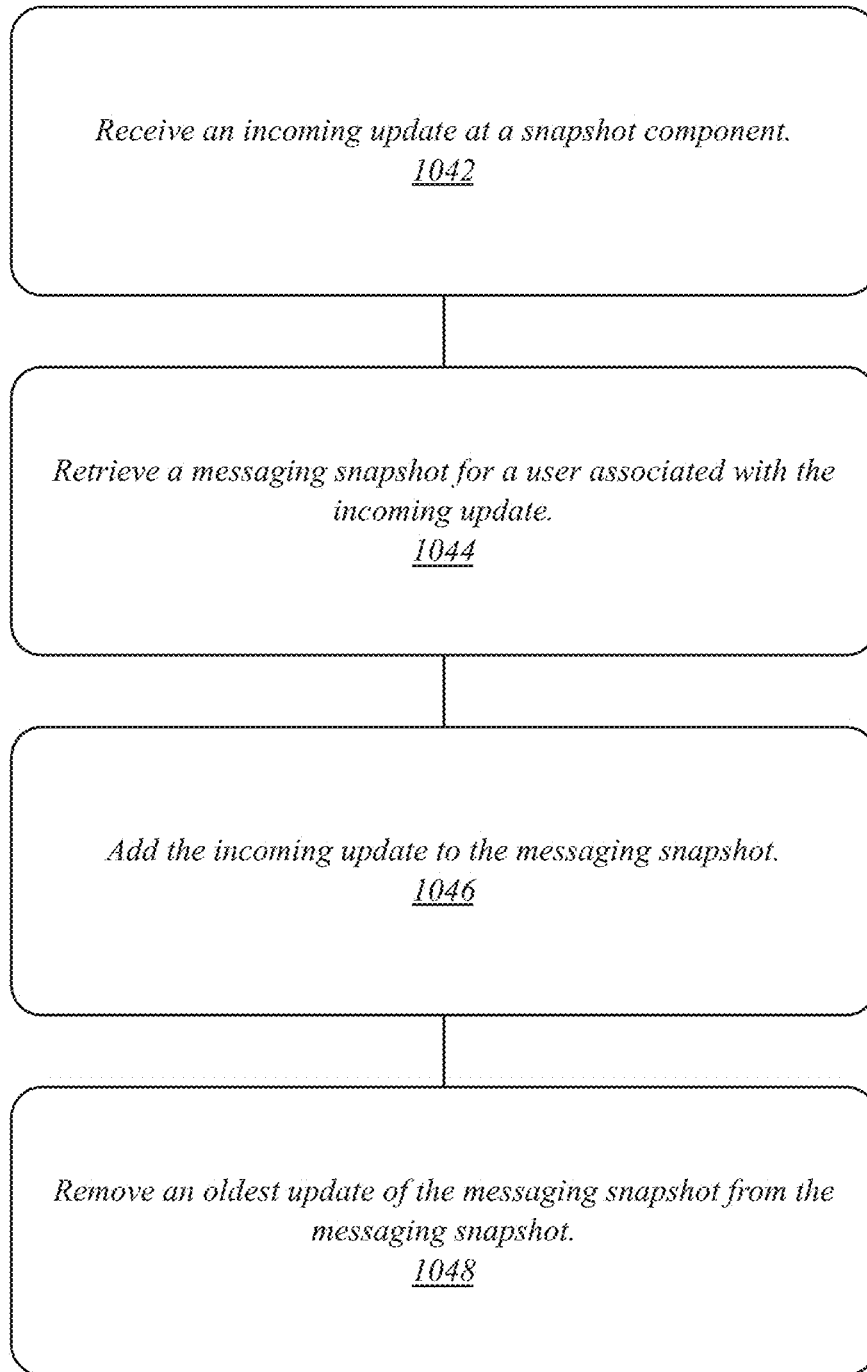 Receive an incoming update at a snapshot component.
1042
Retrieve a messaging snapshot for a user associated with the
incoming update.
1044
Add the incoming update to the messaging snapshot.
1046
Remove an oldest update of the messaging snapshot from the
messaging snapshot.
1048